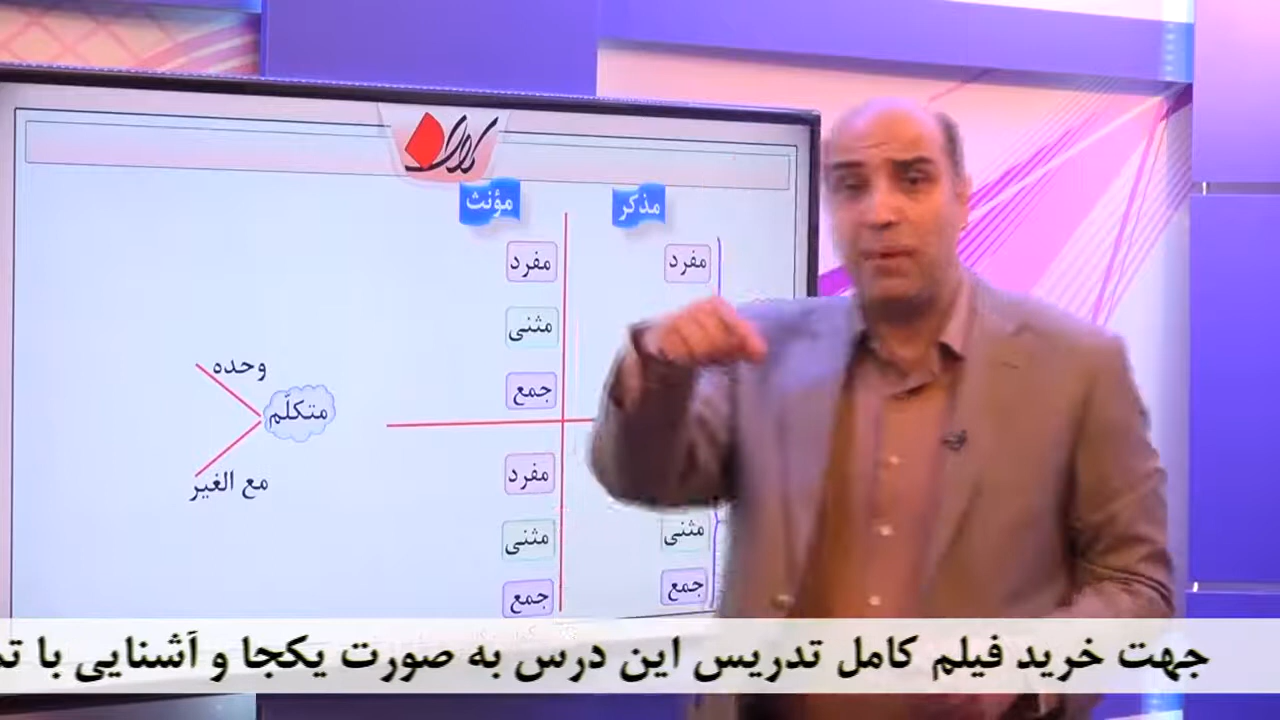 مذکر
مؤنث
مفرد
مفرد
مثنی
جمع
مفرد
مثنی
مثنی
جمع
جمع
وحده
متکلّم
مع الغیر
جهت خرید فیلم کامل تدریس این درس به صورت یکجا و آشنایی با